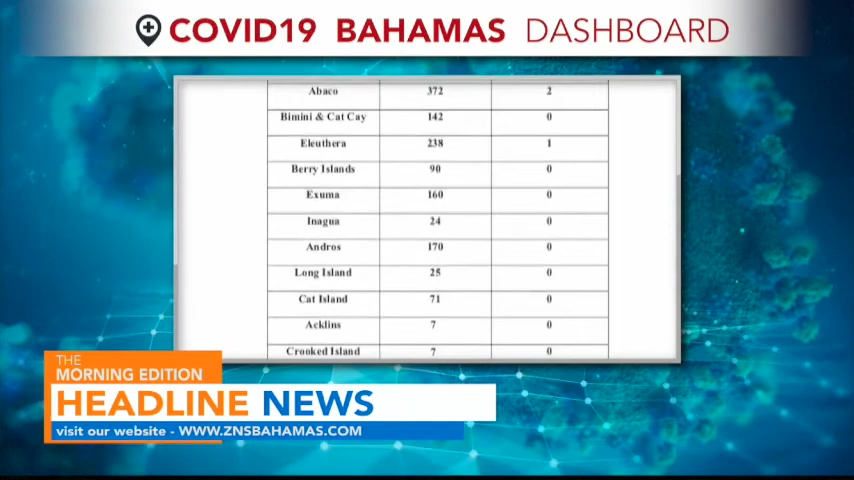 COVID19 BAHAMAS DASHBOARD
Abaco 372 2
Bimini & Cat Cay 142 0
Eleuthera 238 1
Berry Islands 90 0
Exuma 160 0
Inagua 24 0
Andros 170 0
Long Island 25 0
Cat Island 71 0
Acklins 7 0
Crooked Island 7 0
THE
MORNING EDITION
HEADLINE NEWS
visit our website - WWW.ZNSBAHAMAS.COM